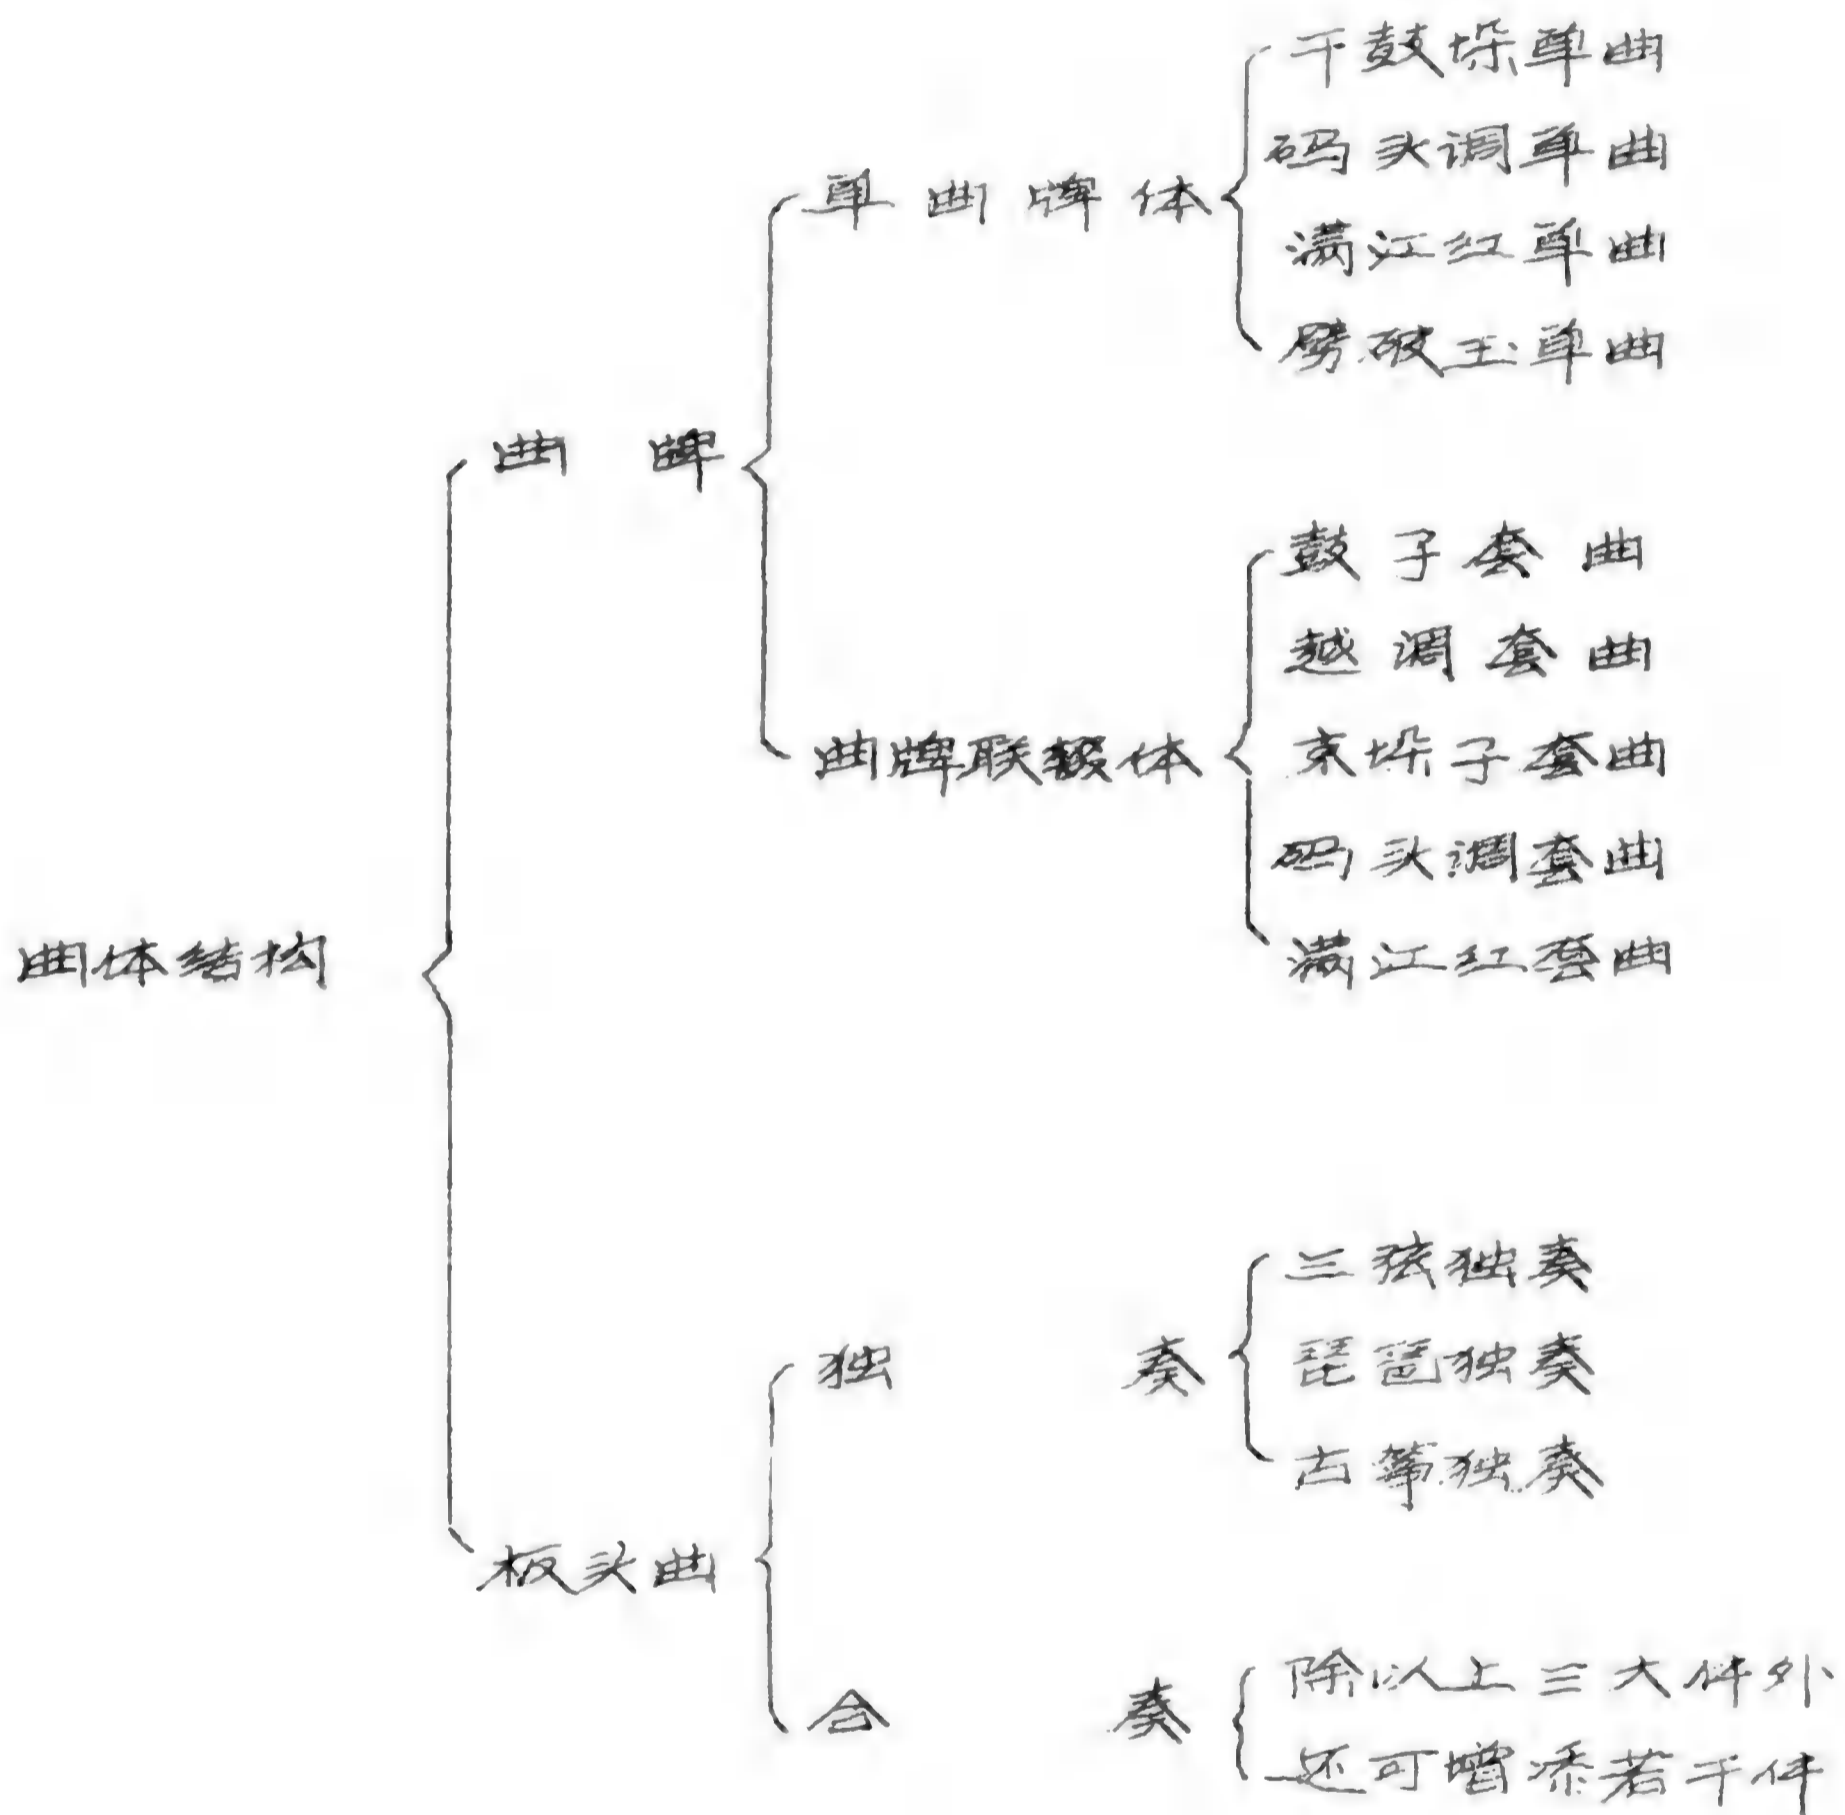 干鼓垛单曲
码头调单曲
单曲牌体
满江红单曲
劈破玉单曲
曲牌
鼓子套曲
越调套曲
曲牌联缀体
京垛子套曲
码头调套曲
曲体结构
满江红套曲
三弦独奏
独奏
琵琶独奏
古筝独奏
板头曲
除以上三大件外
合奏
还可增添若干件